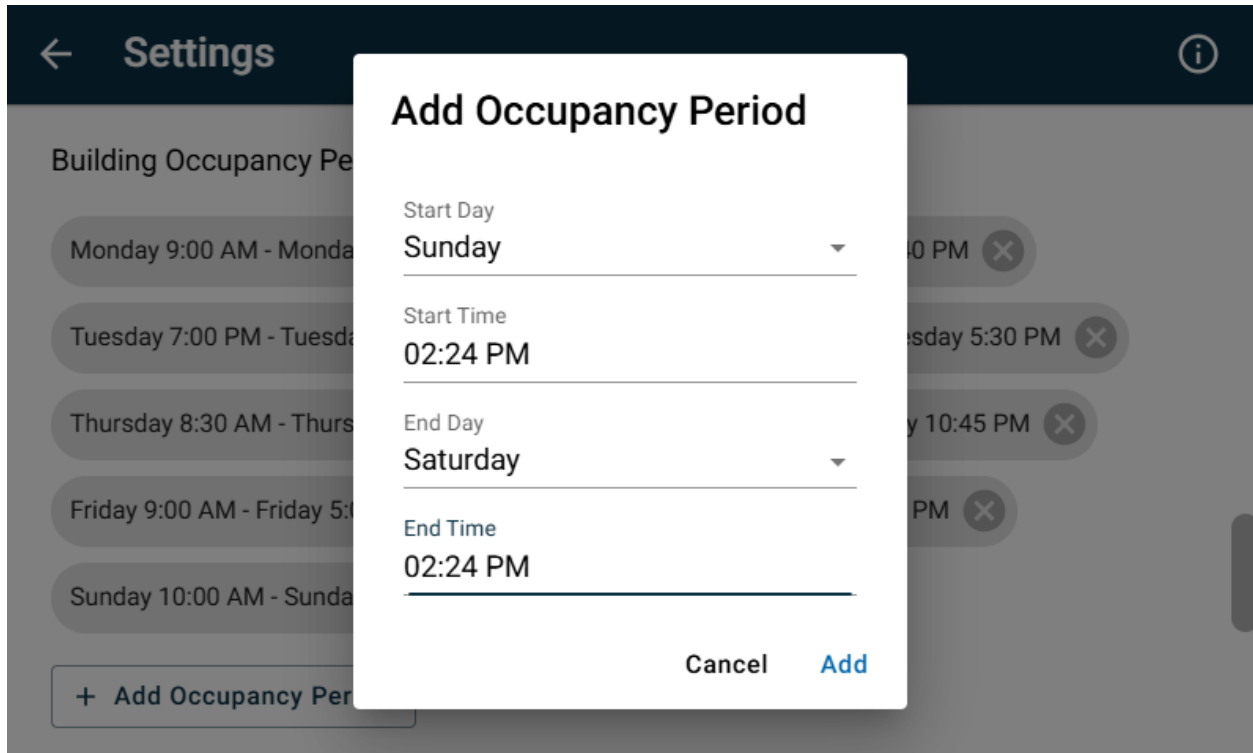 Settings
Add Occupancy Period
Building Occupancy Pe
Start Day
Sunday
Monday 9:00 AM - Monda
0 PM
Start Time
02:24 PM
Tuesday 7:00 PM - Tuesda
sday 5:30 PM
End Day
Saturday
Thursday 8:30 AM - Thurs
y 10:45 PM
End Time
02:24 PM
Friday 9:00 AM - Friday 5:
PM
Sunday 10:00 AM - Sunda
Cancel Add
+ Add Occupancy Per